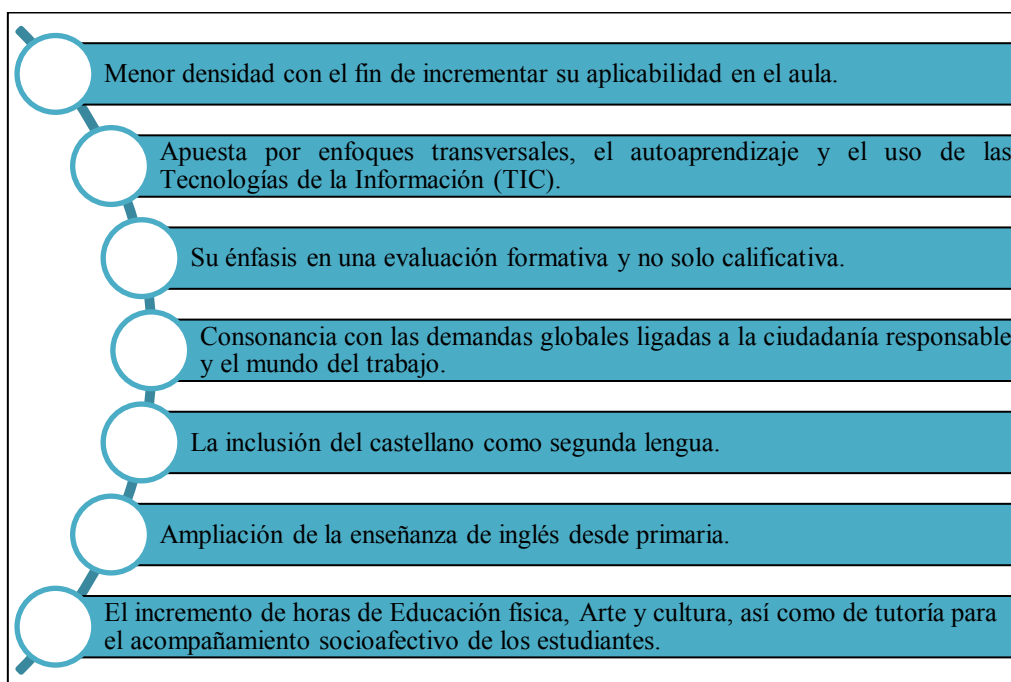 Menor densidad con el fin de incrementar su aplicabilidad en el aula.
Apuesta por enfoques transversales, el autoaprendizaje y el uso de las
Tecnologías de la Información (TIC).
Su énfasis en una evaluación formativa y no solo calificativa.
Consonancia con las demandas globales ligadas a la ciudadanía responsable
y el mundo del trabajo.
La inclusión del castellano como segunda lengua.
Ampliación de la enseñanza de inglés desde primaria.
El incremento de horas de Educación física, Arte y cultura, así como de tutoría para
el acompañamiento socioafectivo de los estudiantes.